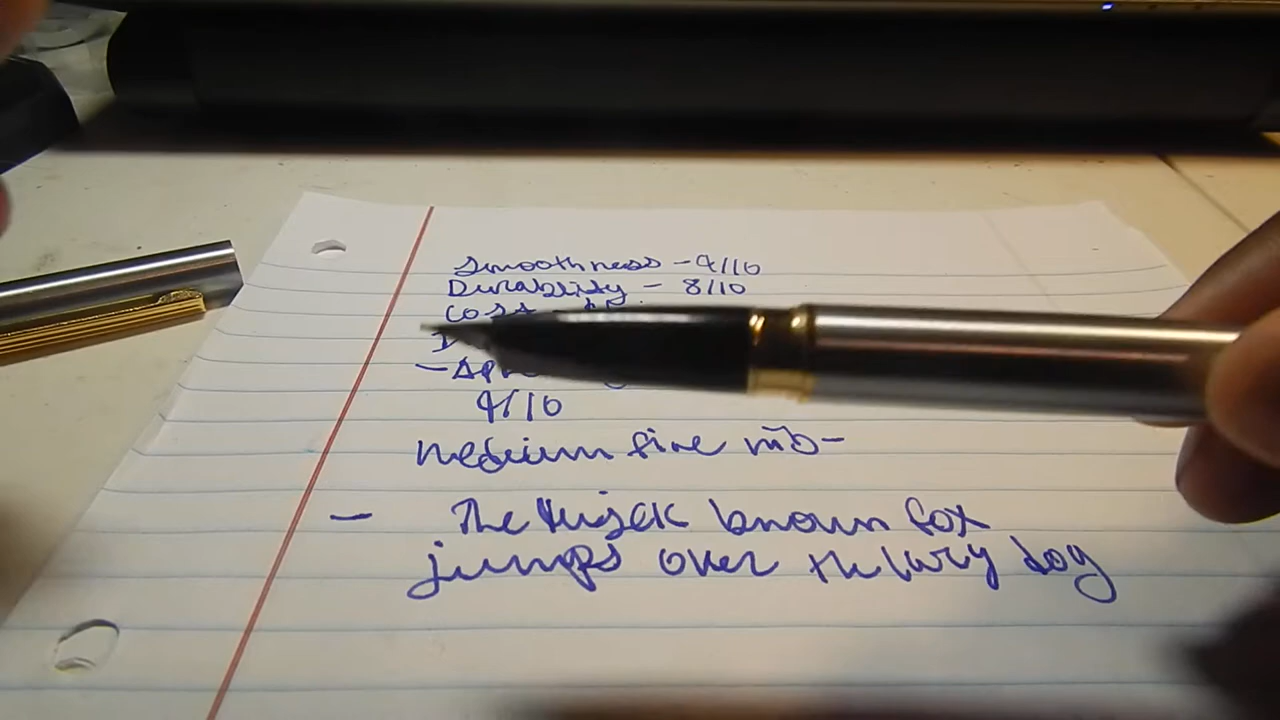 Smoothness - 9/10
Durability - 8/10
Cost
9/10
Medium fine nib -
- The quick brown fox
jumps over the lazy dog